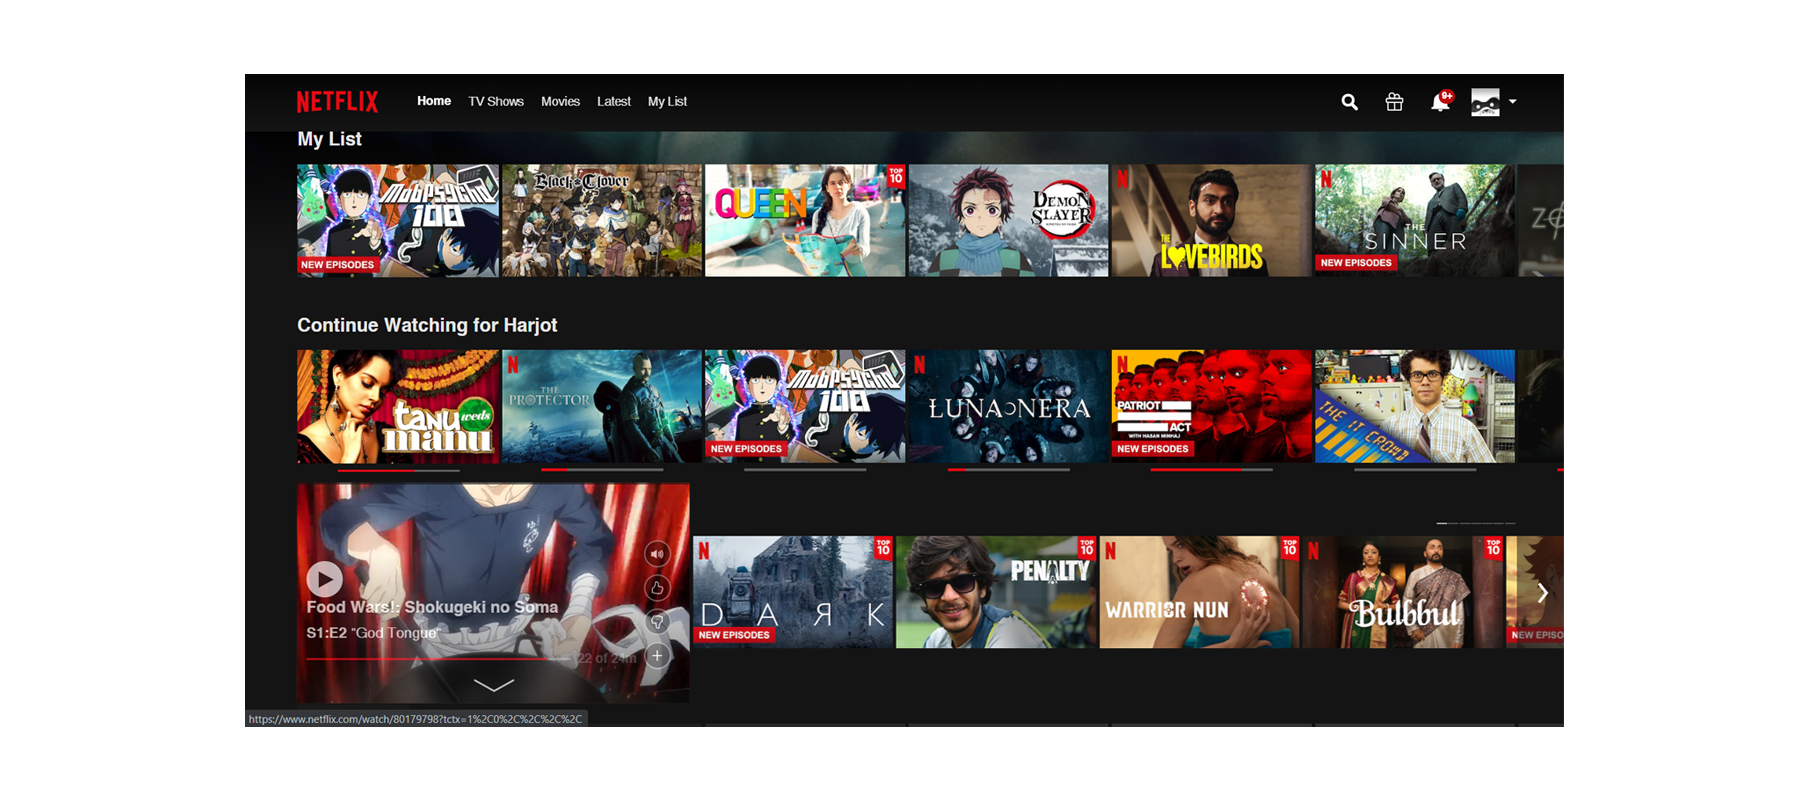 NETFLIX Home TV Shows Movies Latest My List 9+
My List
MOB PSYCHO 100
NEW EPISODES
Black Clover
QUEEN
TOP 10
DEMON SLAYER
N
THE LOVEBIRDS
N
THE SINNER
NEW EPISODES
Continue Watching for Harjot
tanu weds manu
N
THE PROTECTOR
MOB PSYCHO 100
NEW EPISODES
N
LUNA NERA
N
PATRIOT
ACT
WITH HASAN MINHAJ
NEW EPISODES
THE IT CROWD
Food Wars!: Shokugeki no Soma
S1:E2 "God Tongue"
22 of 24m
N
TOP 10
DARK
NEW EPISODES
TOP 10
PENALTY
N
TOP 10
WARRIOR NUN
N
TOP 10
Bulbbul
NEW EPISO
https://www.netflix.com/watch/80179798?tctx=1%2C0%2C%2C%2C%2C